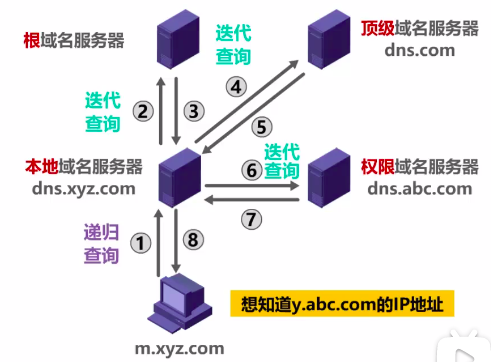 根域名服务器
迭代
查询
顶级域名服务器
dns.com
迭代
查询
②
③
④
⑤
本地域名服务器
dns.xyz.com
⑥
迭代
查询
权限域名服务器
dns.abc.com
⑦
递归
查询
①
⑧
想知道y.abc.com的IP地址
m.xyz.com